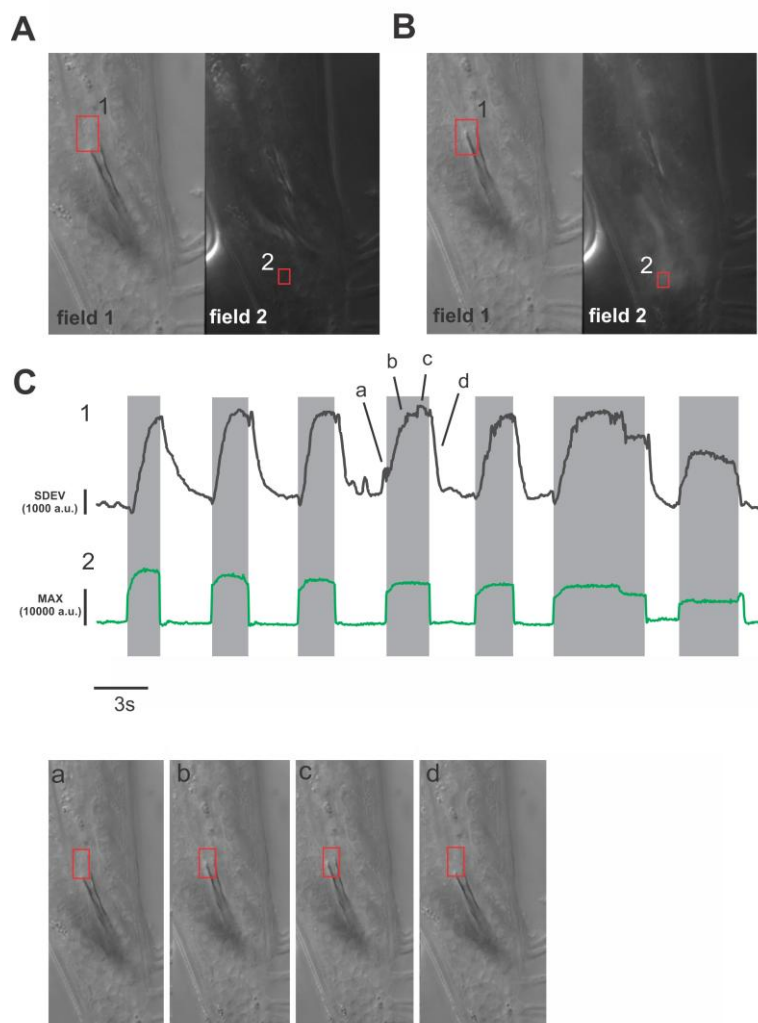 A
B
1
2
field 1
field 2
1
2
field 1
field 2
C
1
a
b
c
d
SDEV
(1000 a.u.)
2
MAX
(10000 a.u.)
3s
a
b
c
d